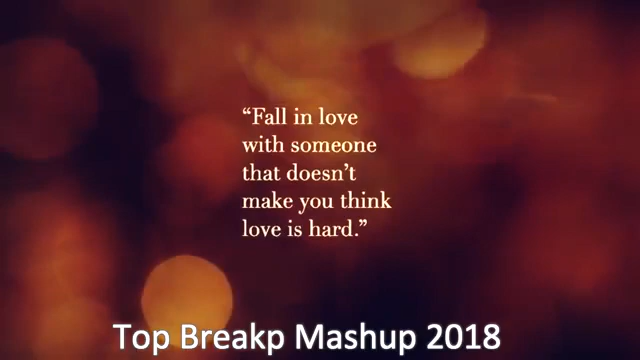 “Fall in love
with someone
that doesn’t
make you think
love is hard.”
Top Breakp Mashup 2018